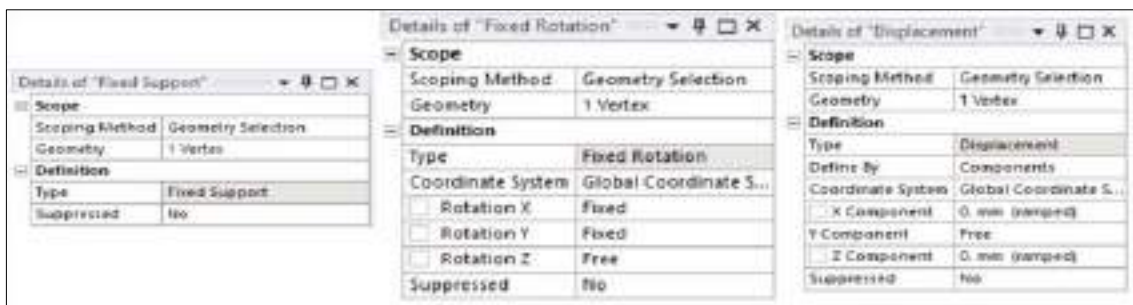 Details of "Fixed Support"
Scope
Scoping Method Geometry Selection
Geometry 1 Vertex
Definition
Type Fixed Support
Suppressed No
Details of "Fixed Rotation"
Scope
Scoping Method Geometry Selection
Geometry 1 Vertex
Definition
Type Fixed Rotation
Coordinate System Global Coordinate S...
Rotation X Fixed
Rotation Y Fixed
Rotation Z Free
Suppressed No
Details of "Displacement"
Scope
Scoping Method Geometry Selection
Geometry 1 Vertex
Definition
Type Displacement
Define By Components
Coordinate System Global Coordinate S...
X Component 0. mm (ramped)
Y Component Free
Z Component 0. mm (ramped)
Suppressed No